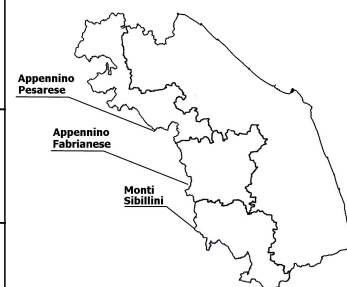 Appennino
Pesarese
Appennino
Fabrianese
Monti
Sibillini